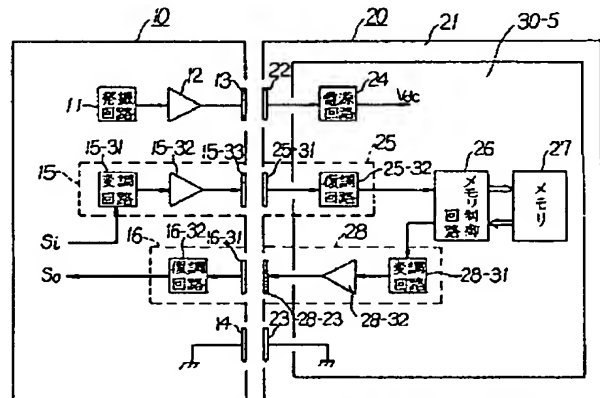 10
20
21
30-5
11
発振
回路
12
13
22
24
電源
回路
Vdc
15
15-31
変調
回路
15-32
15-33
25-31
25
復調
回路
25-32
26
メモリ制御
回路
27
メモリ
Si
So
16
16-32
復調
回路
16-31
28
変調
回路
28-31
28-32
28-23
14
23